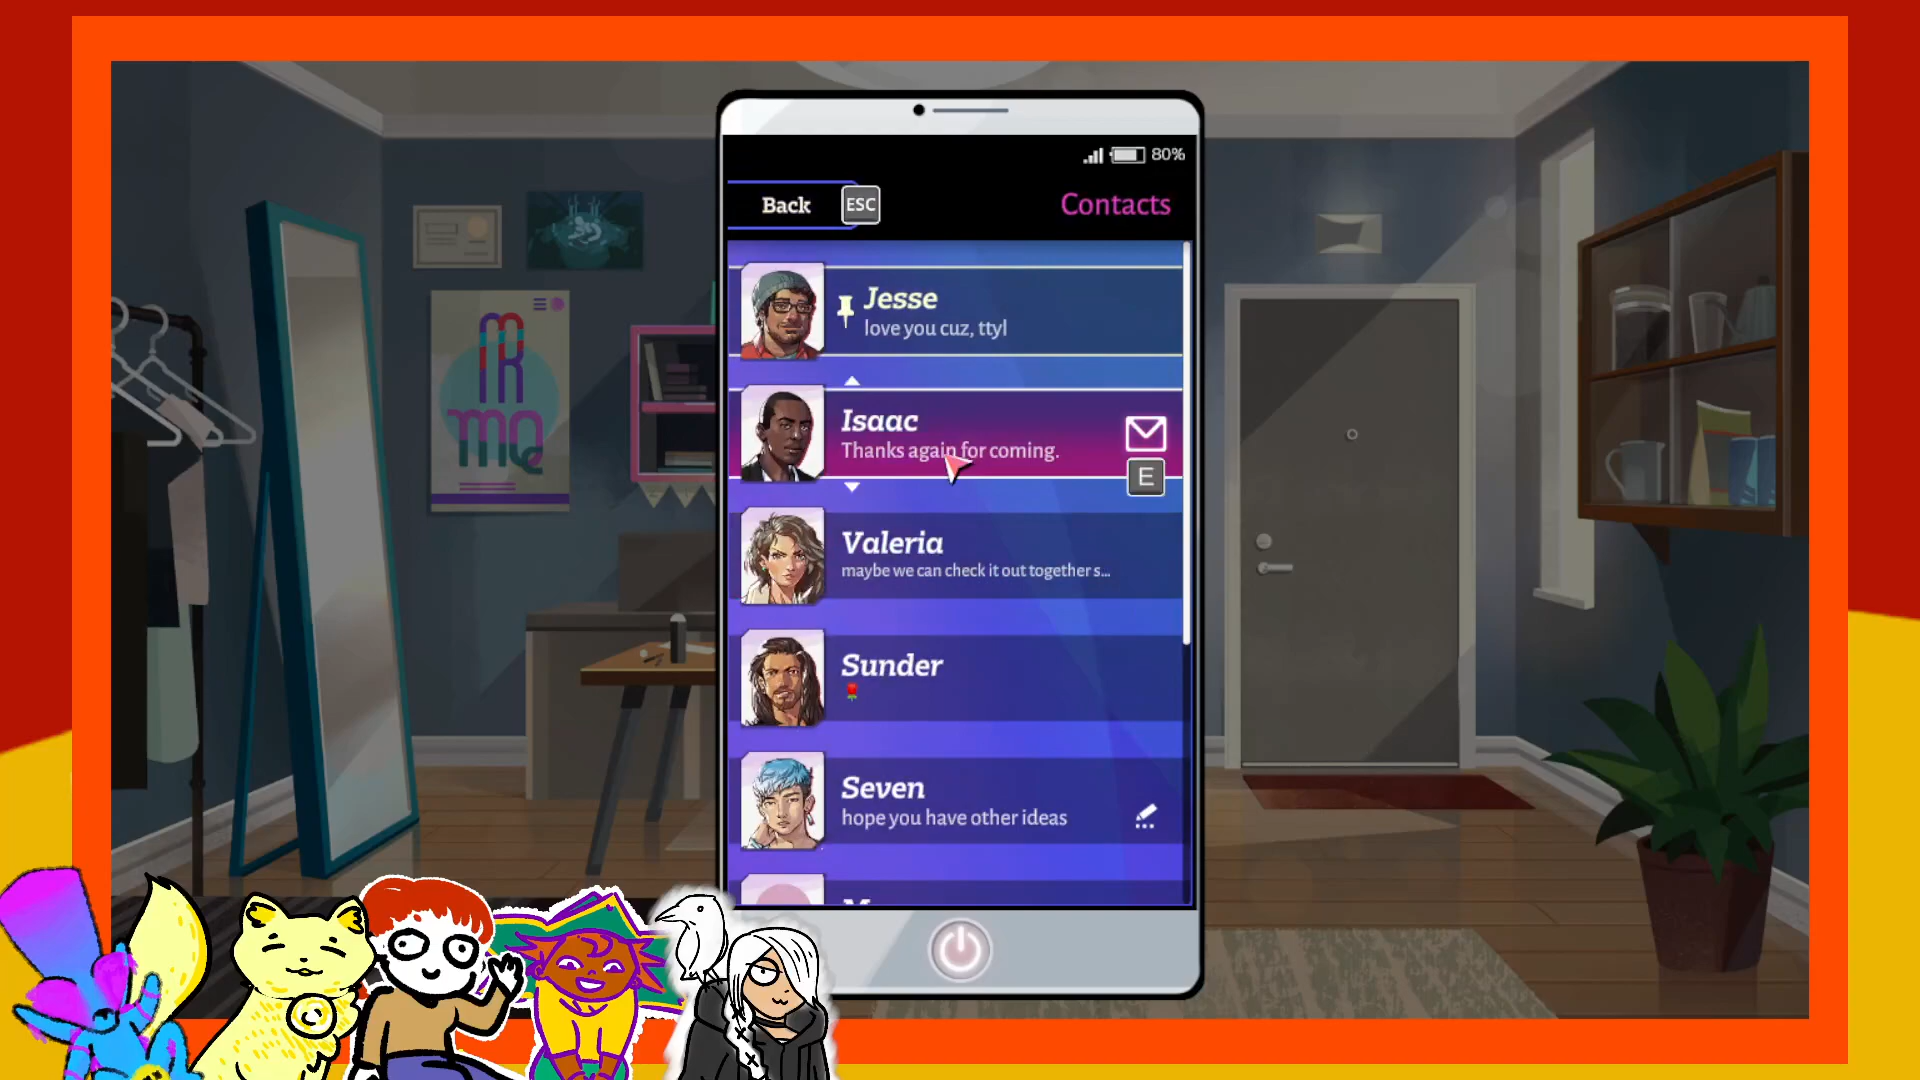 80%
Back
ESC
Contacts
Jesse
love you cuz, ttyl
Isaac
Thanks again for coming.
E
Valeria
maybe we can check it out together s...
Sunder
Seven
hope you have other ideas